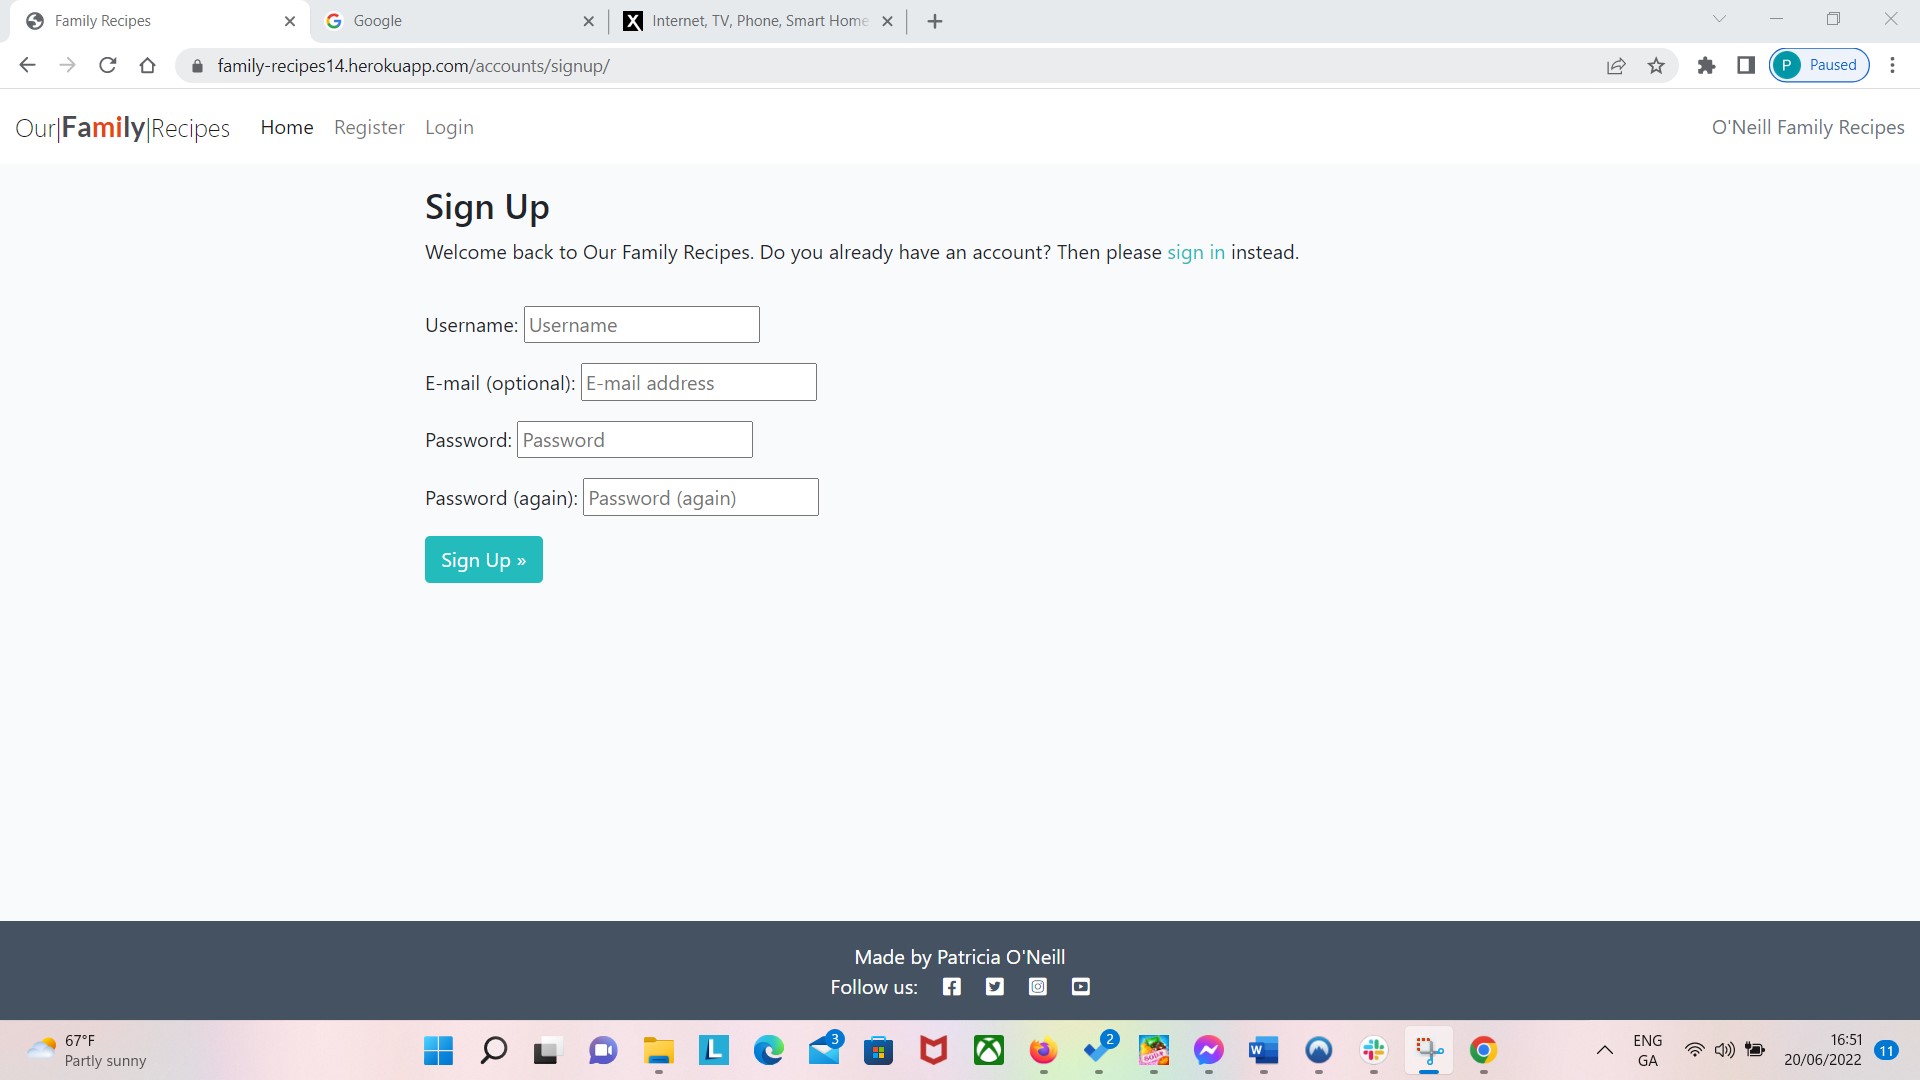 Family Recipes
Google
Internet, TV, Phone, Smart Home
family-recipes14.herokuapp.com/accounts/signup/
P Paused
Our|Family|Recipes
Home Register Login
O'Neill Family Recipes
Sign Up
Welcome back to Our Family Recipes. Do you already have an account? Then please sign in instead.
Username: Username
E-mail (optional): E-mail address
Password: Password
Password (again): Password (again)
Sign Up »
Made by Patricia O'Neill
Follow us:
67°F
Partly sunny
L
3
2
SODA
W
ENG
GA
16:51
20/06/2022
11